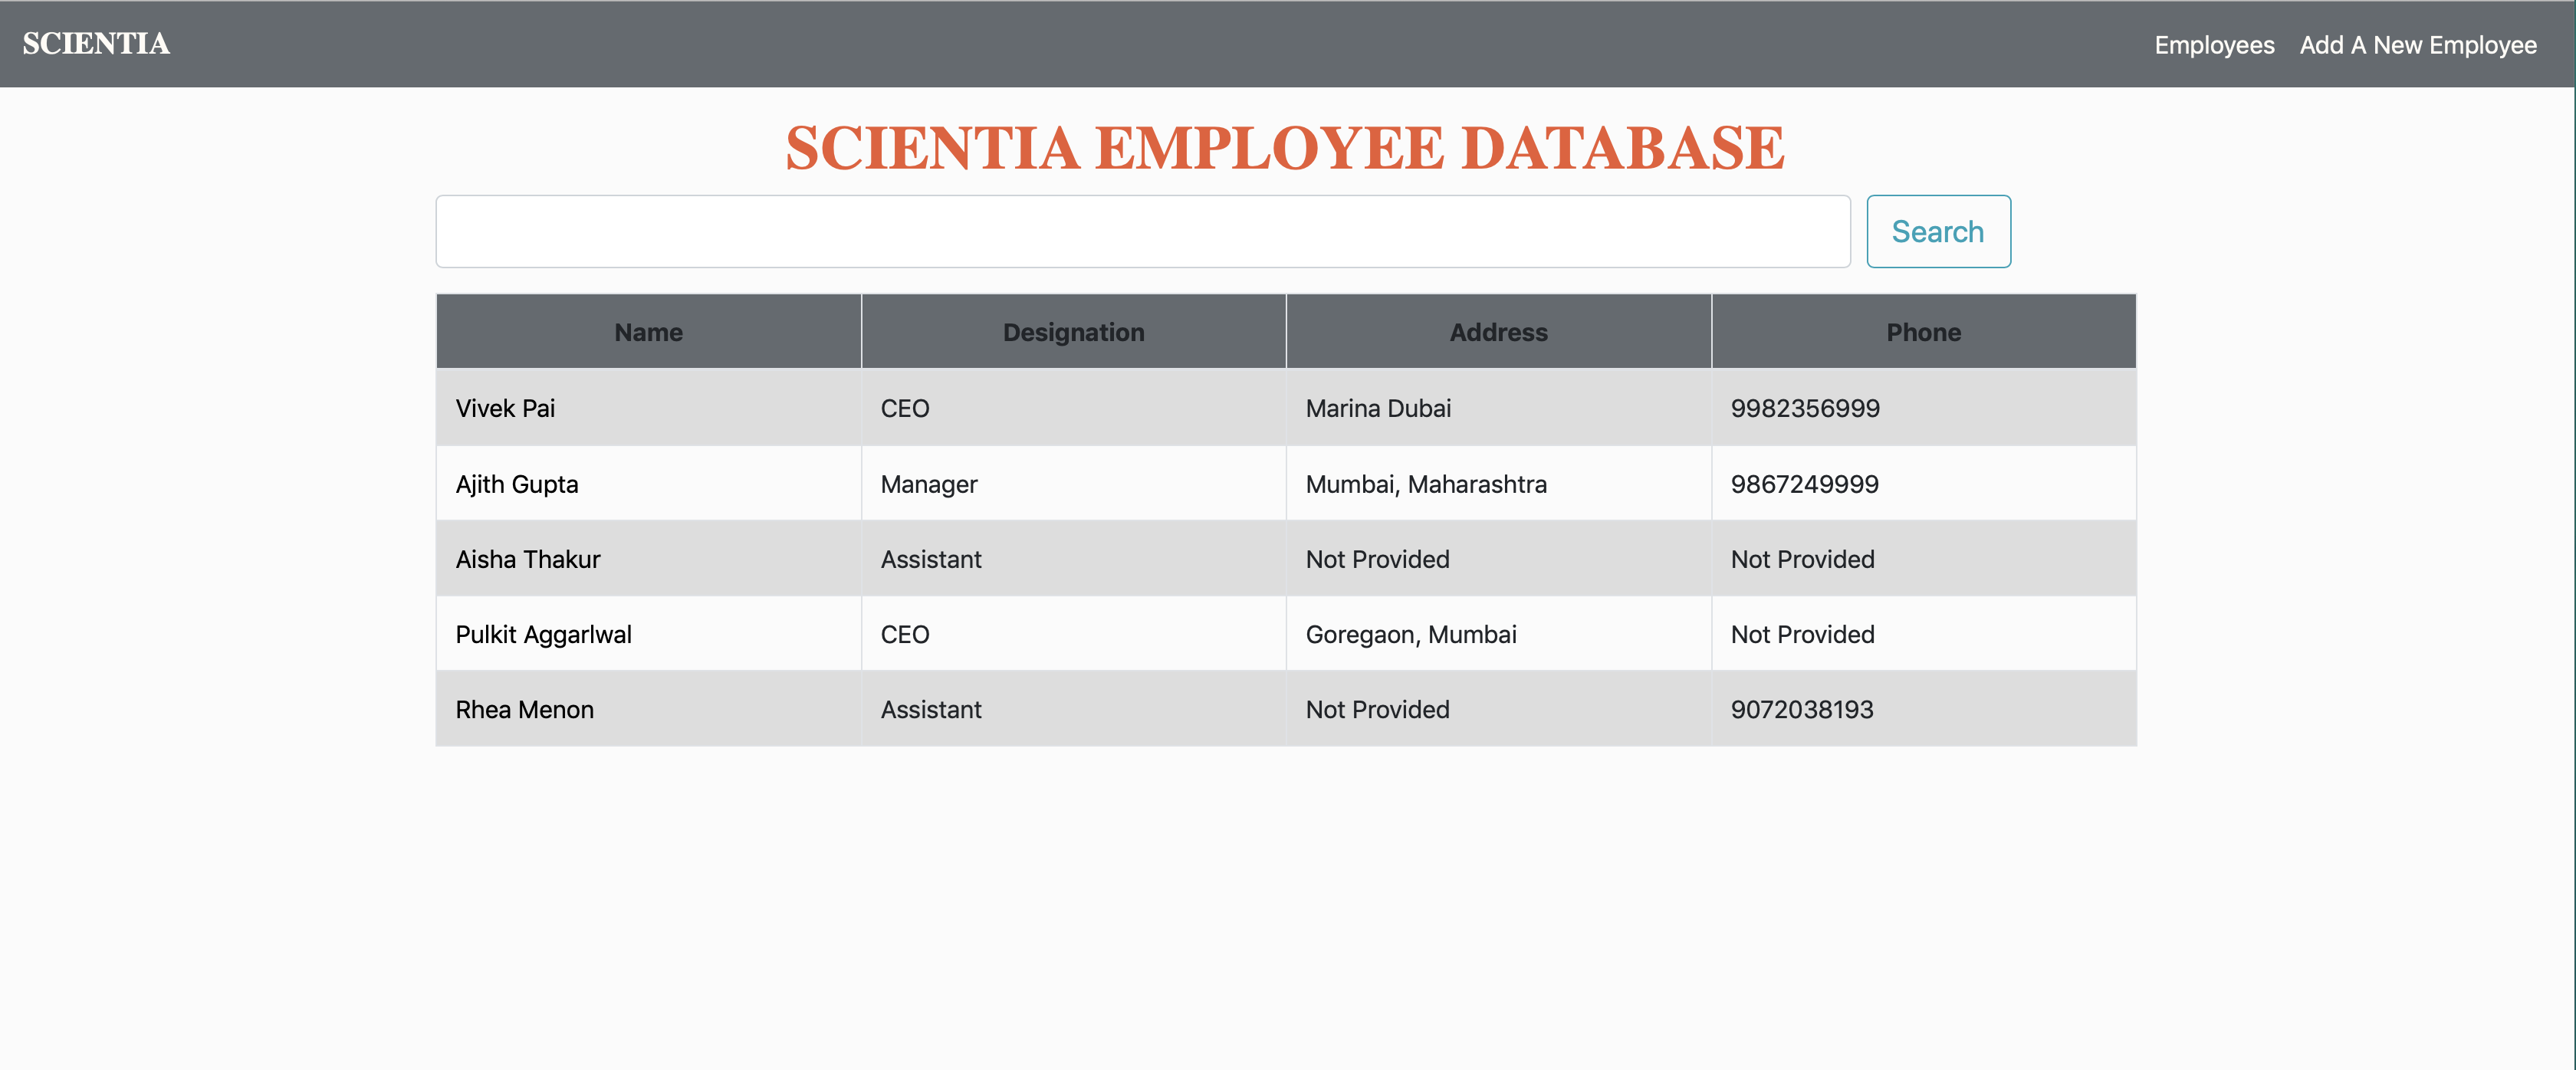 SCIENTIA Employees Add A New Employee
SCIENTIA EMPLOYEE DATABASE
Search
Name Designation Address Phone
Vivek Pai CEO Marina Dubai 9982356999
Ajith Gupta Manager Mumbai, Maharashtra 9867249999
Aisha Thakur Assistant Not Provided Not Provided
Pulkit Aggarlwal CEO Goregaon, Mumbai Not Provided
Rhea Menon Assistant Not Provided 9072038193